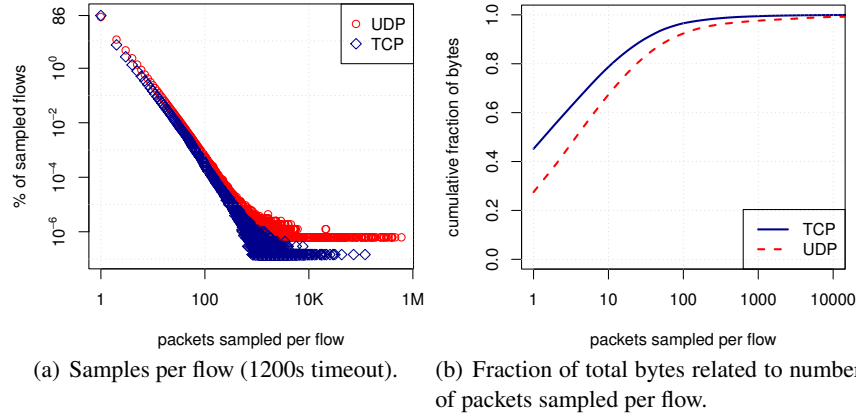 UDP
TCP
86
10^0
10^-2
10^-4
10^-6
% of sampled flows
1
100
10K
1M
packets sampled per flow
(a) Samples per flow (1200s timeout).
1.0
0.8
0.6
0.4
0.2
0.0
cumulative fraction of bytes
TCP
UDP
1
10
100
1000
10000
packets sampled per flow
(b) Fraction of total bytes related to number
of packets sampled per flow.